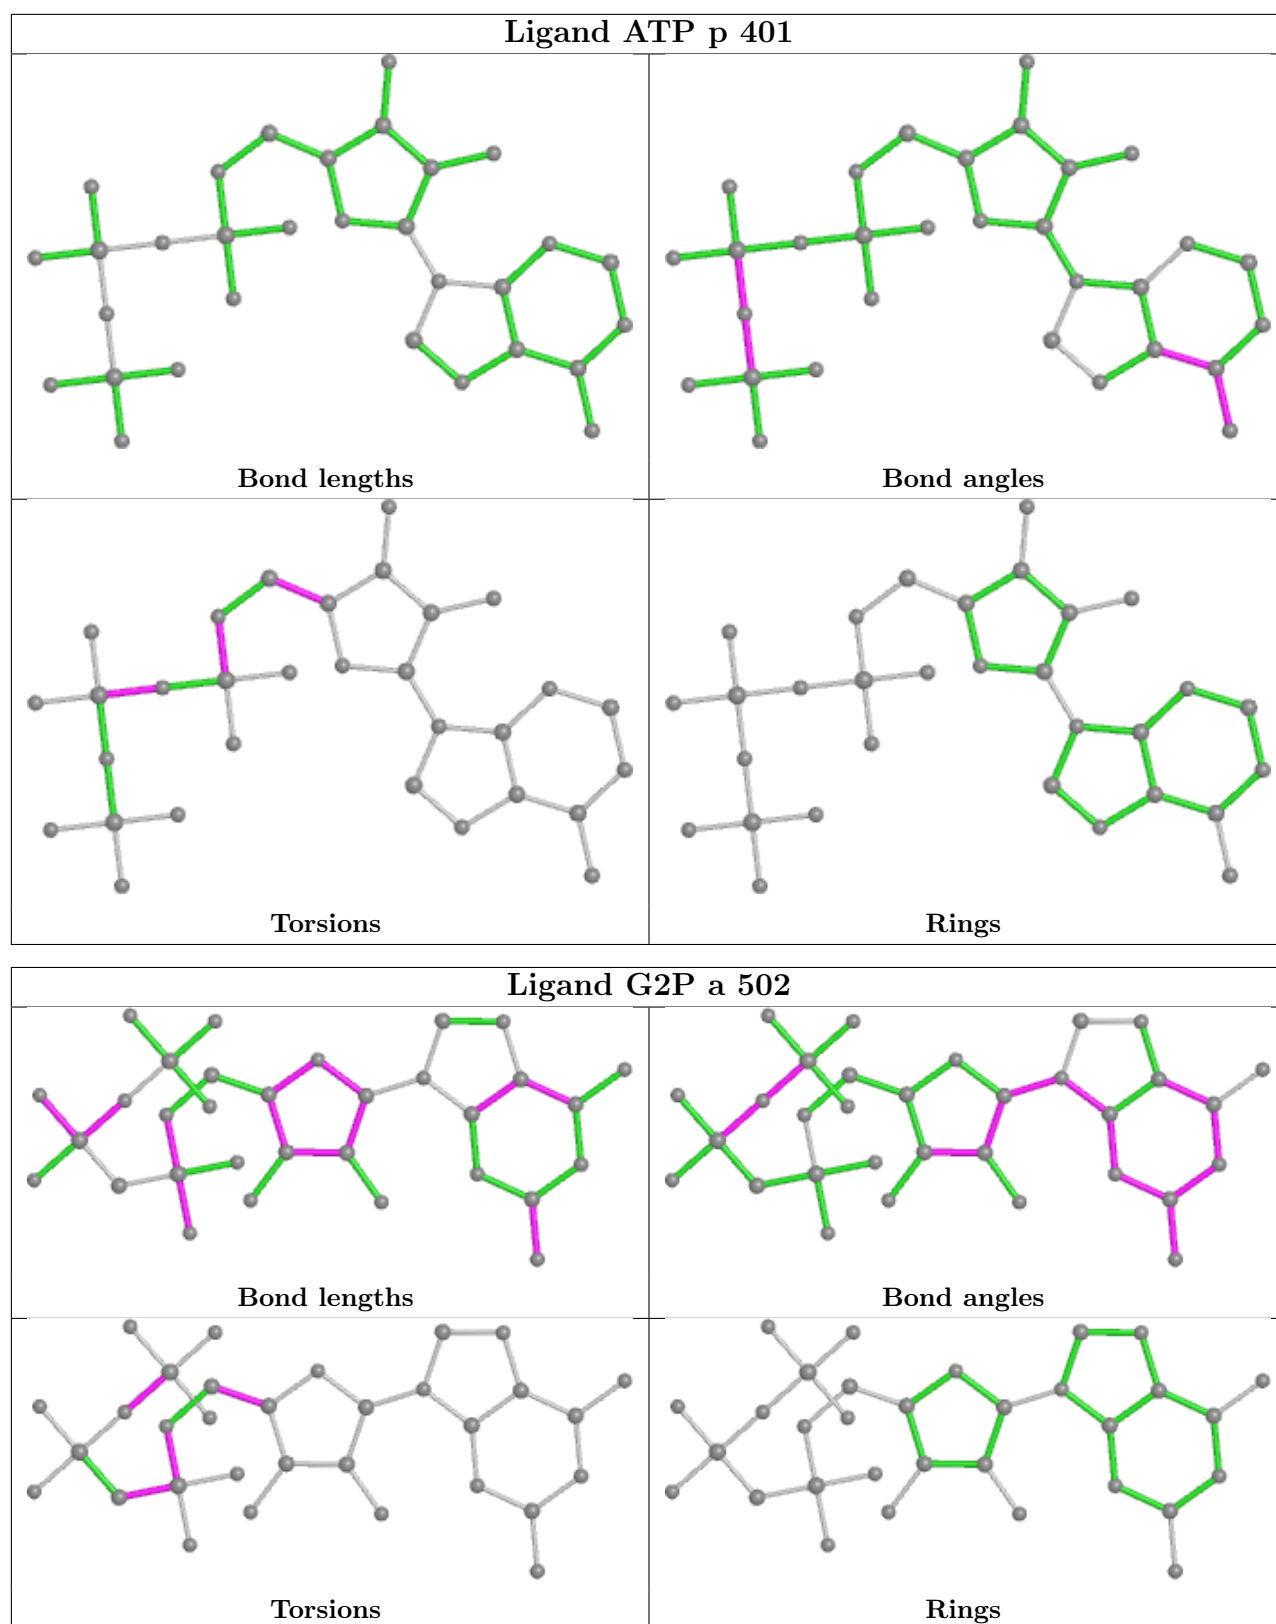 Ligand ATP p 401
Bond lengths
Bond angles
Torsions
Rings
Ligand G2P a 502
Bond lengths
Bond angles
Torsions
Rings